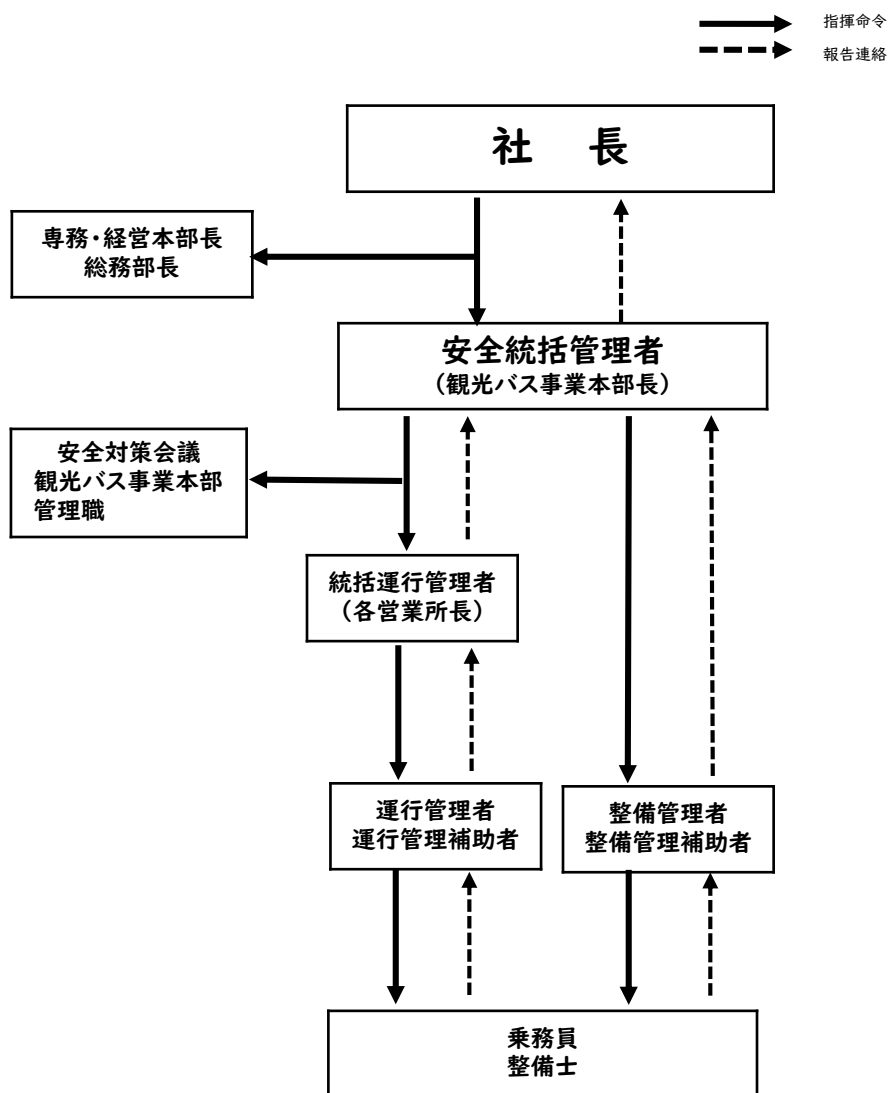 指揮命令
報告連絡
社　長
専務・経営本部長
総務部長
安全統括管理者
（観光バス事業本部長）
安全対策会議
観光バス事業本部
管理職
統括運行管理者
（各営業所長）
運行管理者
運行管理補助者
整備管理者
整備管理補助者
乗務員
整備士